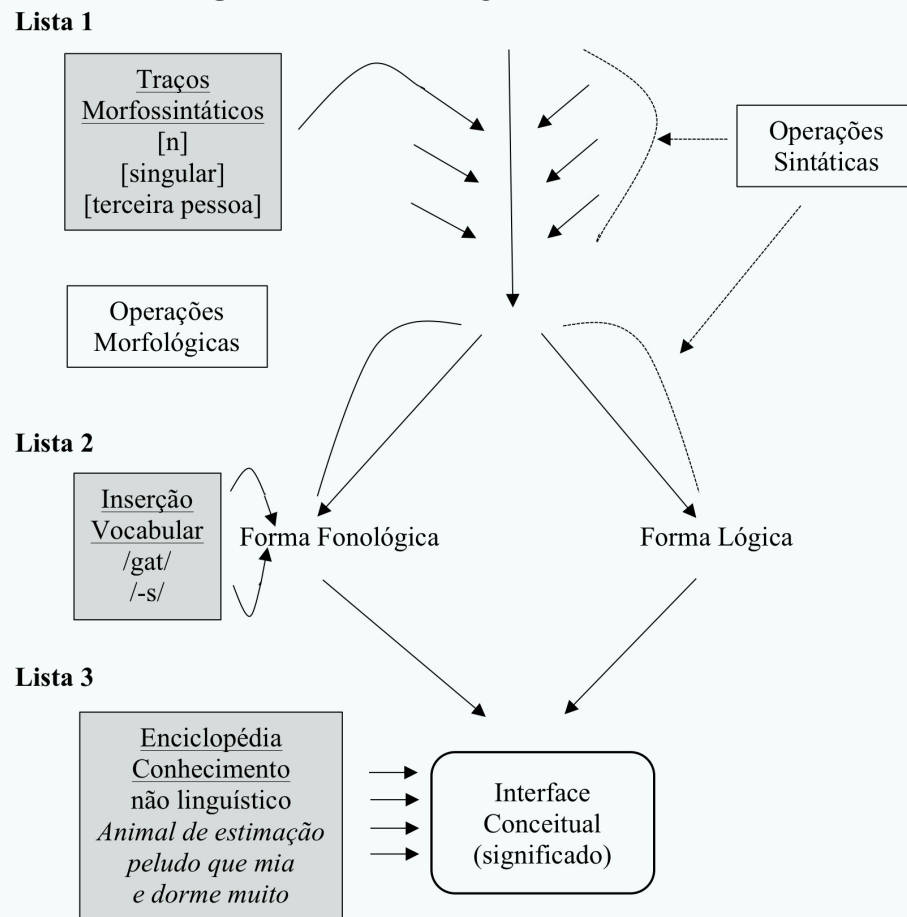 Lista 1
Traços
Morfossintáticos
[n]
[singular]
[terceira pessoa]
Operações
Sintáticas
Operações
Morfológicas
Lista 2
Inserção
Vocabular
/gat/
/-s/
Forma Fonológica
Forma Lógica
Lista 3
Enciclopédia
Conhecimento
não linguístico
Animal de estimação
peludo que mia
e dorme muito
Interface
Conceitual
(significado)